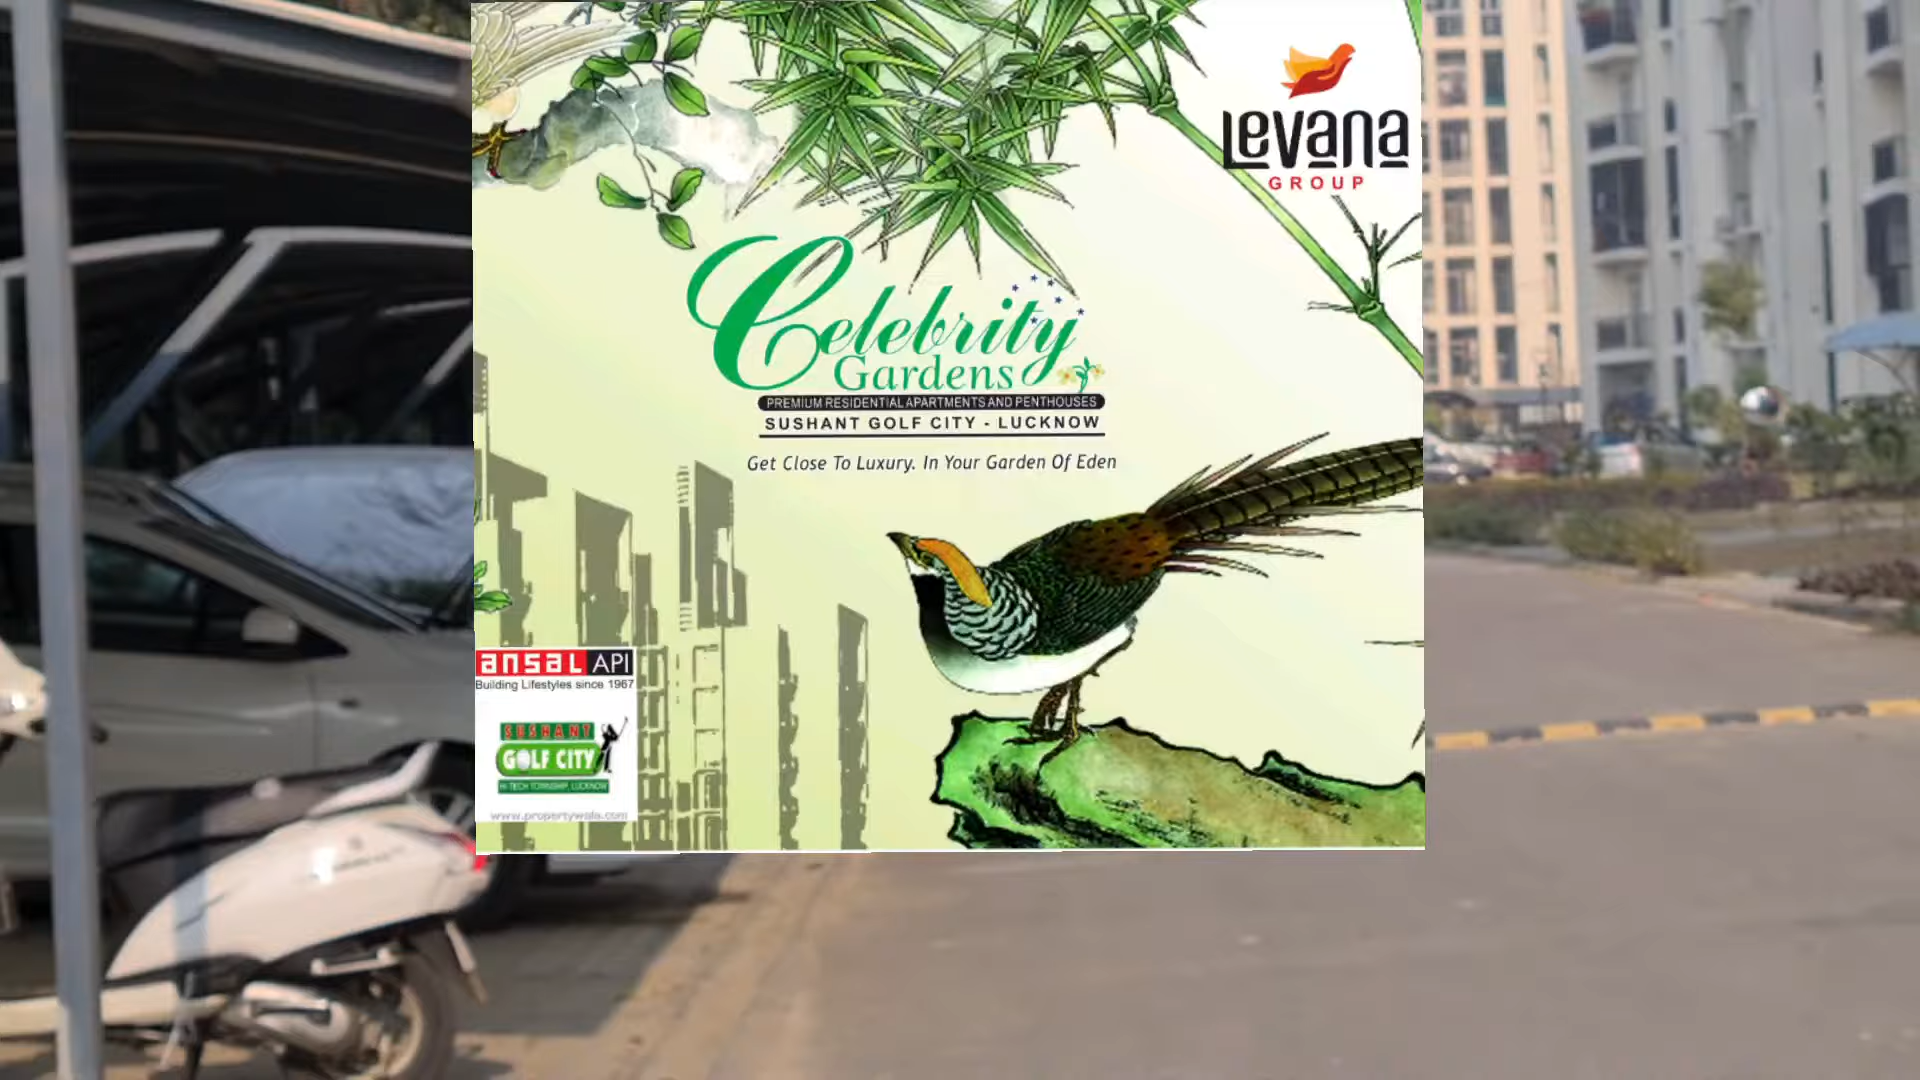 Levana
GROUP
Celebrity
Gardens
PREMIUM RESIDENTIAL APARTMENTS AND PENTHOUSES
SUSHANT GOLF CITY - LUCKNOW
Get Close To Luxury. In Your Garden Of Eden
ansal API
Building Lifestyles since 1967
SUSHANT
GOLF CITY
HI-TECH TOWNSHIP, LUCKNOW
www.propertywala.com